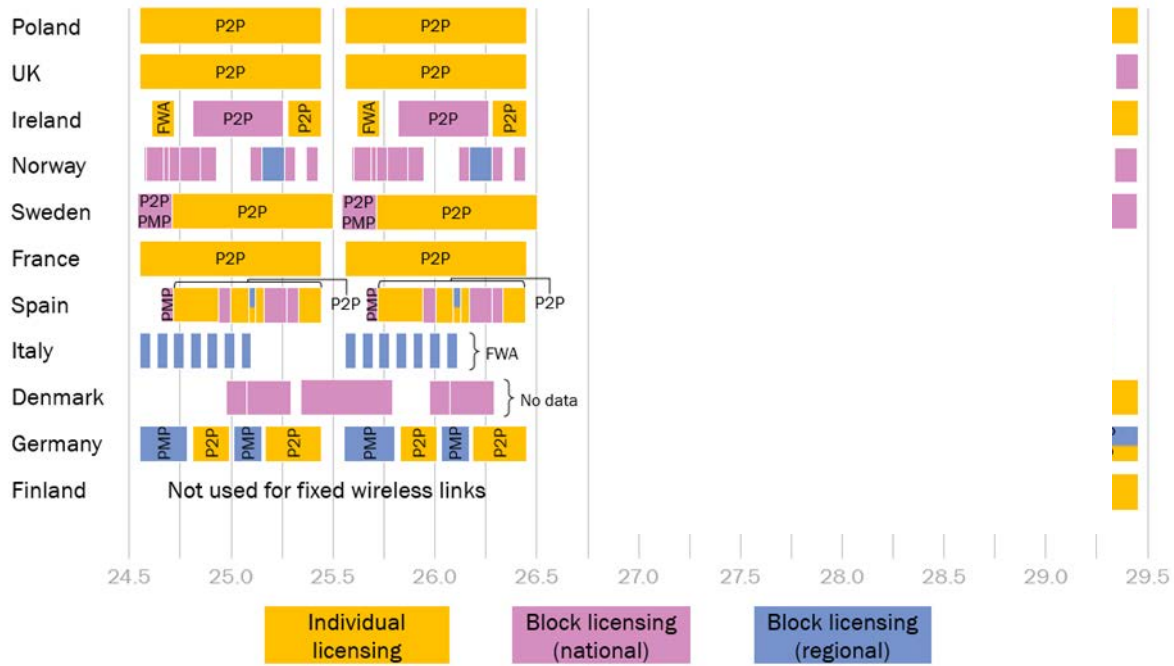 Poland
P2P
P2P
UK
P2P
P2P
Ireland
FWA
P2P
P2P
FWA
P2P
P2P
Norway
Sweden
P2P
PMP
P2P
P2P
PMP
P2P
France
P2P
P2P
Spain
PMP
P2P
PMP
P2P
Italy
FWA
Denmark
No data
Germany
PMP
P2P
PMP
P2P
PMP
P2P
PMP
P2P
Finland
Not used for fixed wireless links
24.5
25.0
25.5
26.0
26.5
27.0
27.5
28.0
28.5
29.0
29.5
Individual
licensing
Block licensing
(national)
Block licensing
(regional)